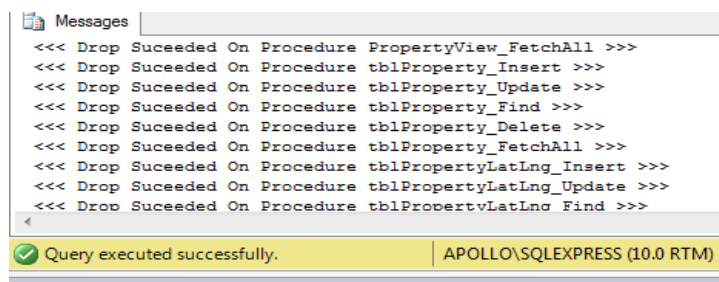 Messages
<<< Drop Suceeded On Procedure PropertyView_FetchAll >>>
<<< Drop Suceeded On Procedure tblProperty_Insert >>>
<<< Drop Suceeded On Procedure tblProperty_Update >>>
<<< Drop Suceeded On Procedure tblProperty_Find >>>
<<< Drop Suceeded On Procedure tblProperty_Delete >>>
<<< Drop Suceeded On Procedure tblProperty_FetchAll >>>
<<< Drop Suceeded On Procedure tblPropertyLatLng_Insert >>>
<<< Drop Suceeded On Procedure tblPropertyLatLng_Update >>>
<<< Drop Suceeded On Procedure tblPropertyLatLng_Find >>>
Query executed successfully. APOLLO\SQLEXPRESS (10.0 RTM)